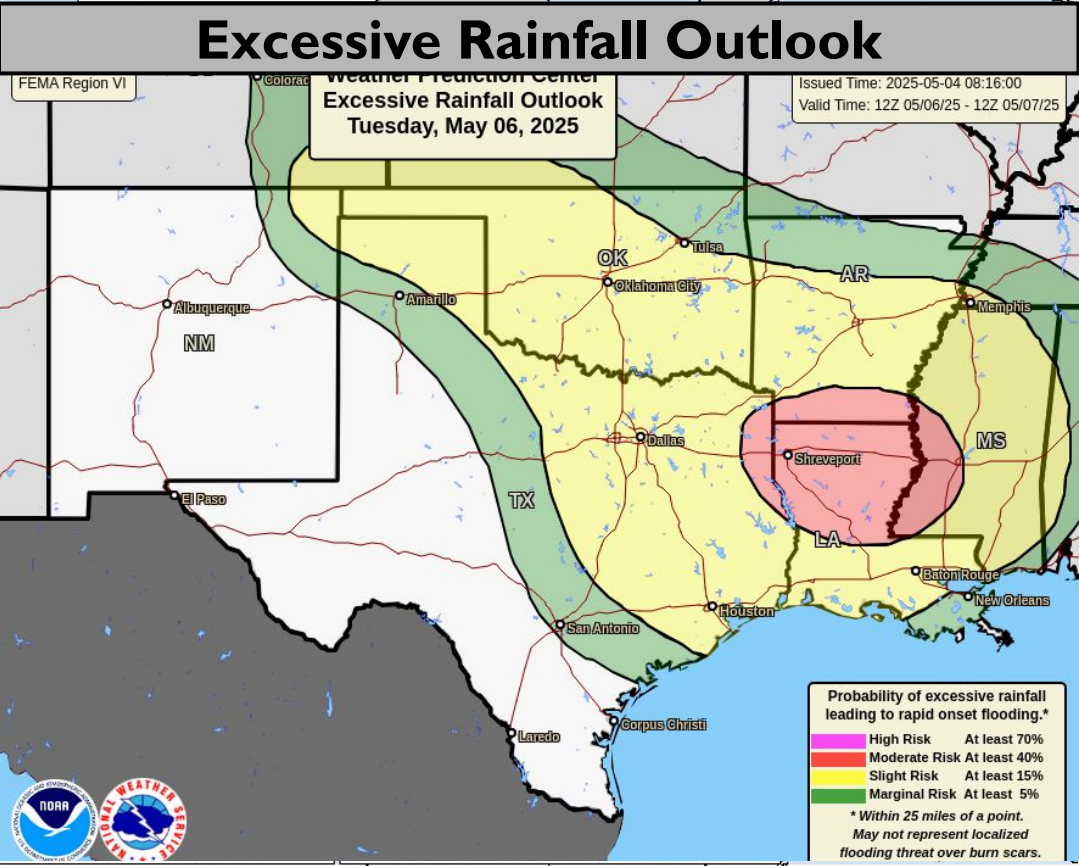 Excessive Rainfall Outlook
FEMA Region VI
Weather Prediction Center
Excessive Rainfall Outlook
Tuesday, May 06, 2025
Issued Time: 2025-05-04 08:16:00
Valid Time: 12Z 05/06/25 - 12Z 05/07/25
Colorad
Tulsa
OK
AR
Oklahoma City
Amarillo
Albuquerque
Memphis
NM
Dallas
MS
Shreveport
El Paso
TX
LA
Baton Rouge
New Orleans
Houston
San Antonio
Corpus Christi
Laredo
Probability of excessive rainfall
leading to rapid onset flooding.*
High Risk At least 70%
Moderate Risk At least 40%
Slight Risk At least 15%
Marginal Risk At least 5%
* Within 25 miles of a point.
May not represent localized
flooding threat over burn scars.
NOAA
NATIONAL WEATHER SERVICE